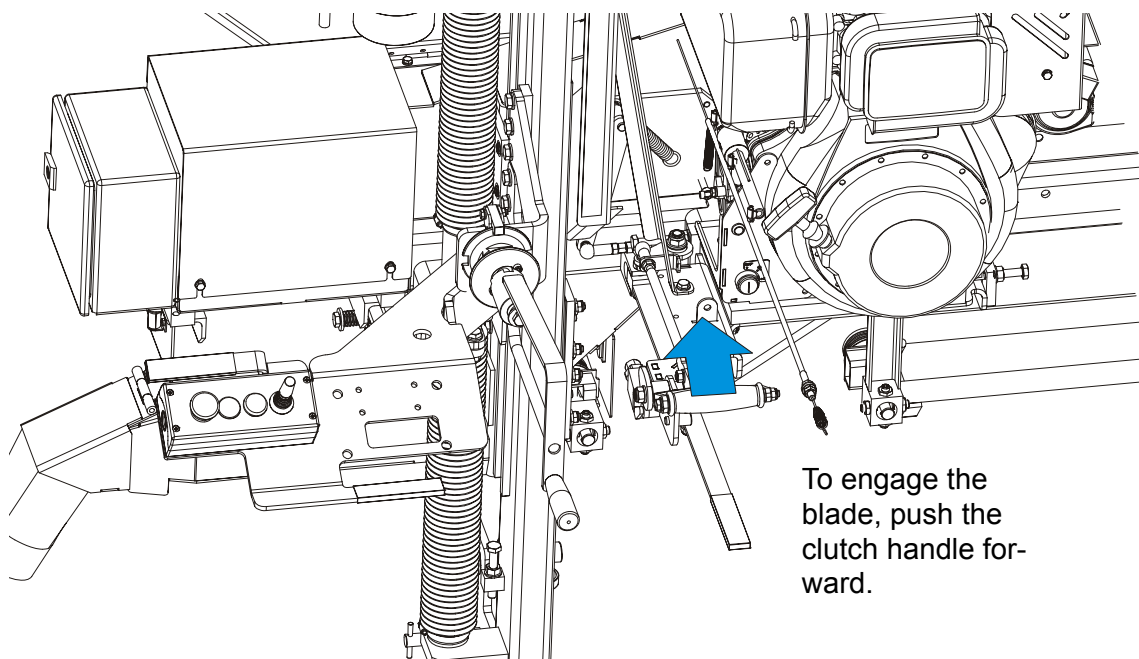 To engage the
blade, push the
clutch handle for-
ward.